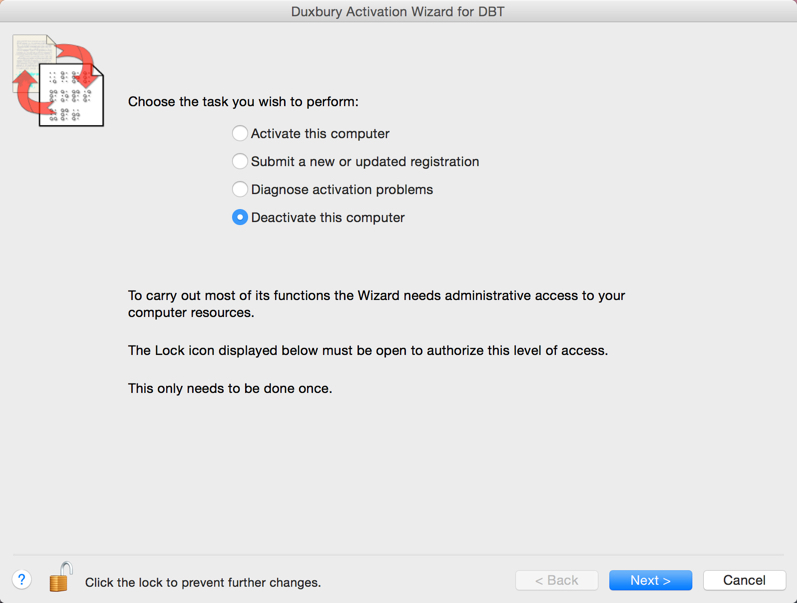 Duxbury Activation Wizard for DBT
Choose the task you wish to perform:
Activate this computer
Submit a new or updated registration
Diagnose activation problems
Deactivate this computer
To carry out most of its functions the Wizard needs administrative access to your
computer resources.
The Lock icon displayed below must be open to authorize this level of access.
This only needs to be done once.
? Click the lock to prevent further changes. < Back Next > Cancel